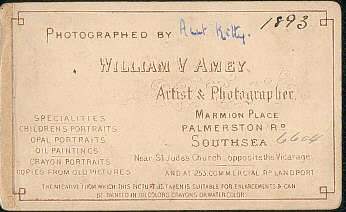 PHOTOGRAPHED BY Aunt Kitty. 1893
WILLIAM V AMEY,
Artist & Photographer,
MARMION PLACE
PALMERSTON RD
SOUTHSEA 6604
Near St Judes Church, opposite the Vicarage.
AND AT 255, COMMERCIAL RD LANDPORT
SPECIALITIES
CHILDRENS PORTRAITS
OPAL PORTRAITS
OIL PAINTINGS
CRAYON PORTRAITS
COPIES FROM OLD PICTURES
THE NEGATIVE FROM WHICH THIS PICTURE IS TAKEN IS SUITABLE FOR ENLARGEMENTS & CAN
BE PAINTED IN OIL COLORS, CRAYONS OR WATER COLOR